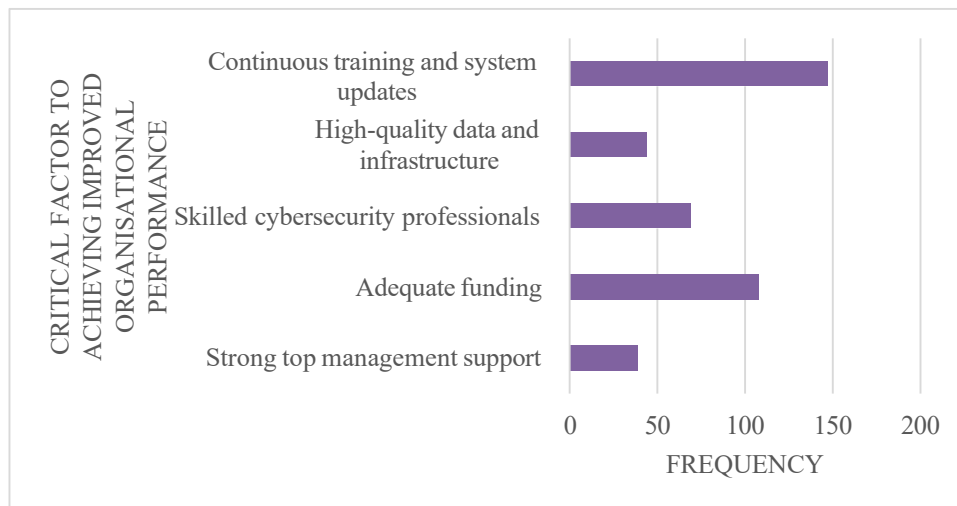 CRITICAL FACTOR TO
ACHIEVING IMPROVED
ORGANISATIONAL
PERFORMANCE
Continuous training and system
updates
High-quality data and
infrastructure
Skilled cybersecurity professionals
Adequate funding
Strong top management support
0 50 100 150 200
FREQUENCY